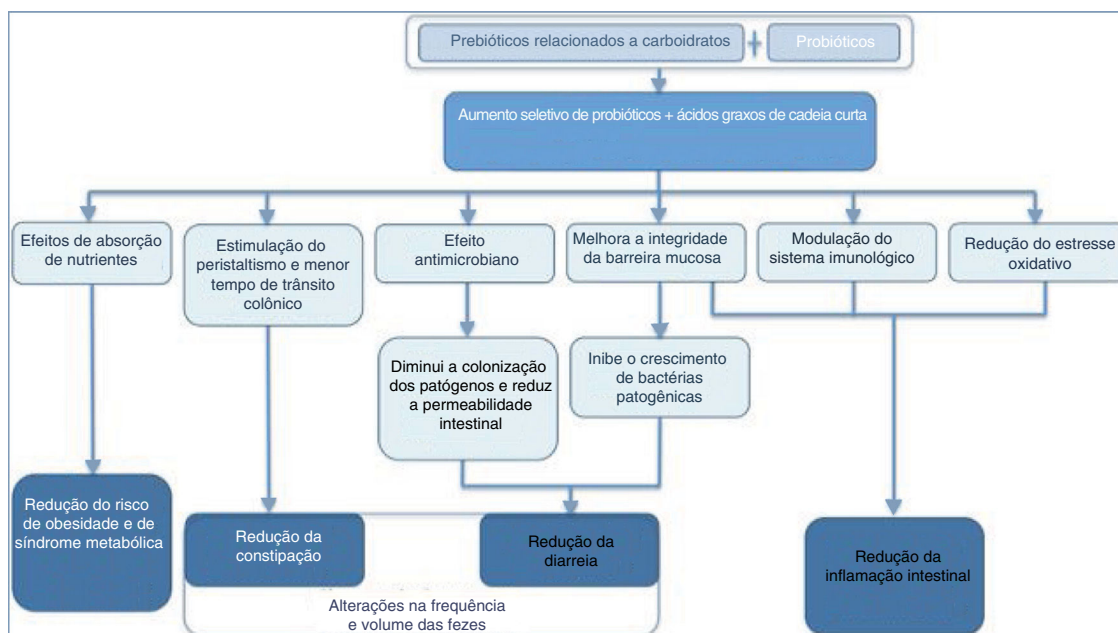 Prebióticos relacionados a carboidratos + Probióticos
Aumento seletivo de probióticos + ácidos graxos de cadeia curta
Efeitos de absorção
de nutrientes
Estimulação do
peristaltismo e menor
tempo de trânsito
colônico
Efeito
antimicrobiano
Melhora a integridade
da barreira mucosa
Modulação do
sistema imunológico
Redução do estresse
oxidativo
Diminui a colonização
dos patógenos e reduz
a permeabilidade
intestinal
Inibe o crescimento
de bactérias
patogênicas
Redução do risco
de obesidade e de
síndrome metabólica
Redução da
constipação
Redução da
diarreia
Redução da
inflamação intestinal
Alterações na frequência
e volume das fezes